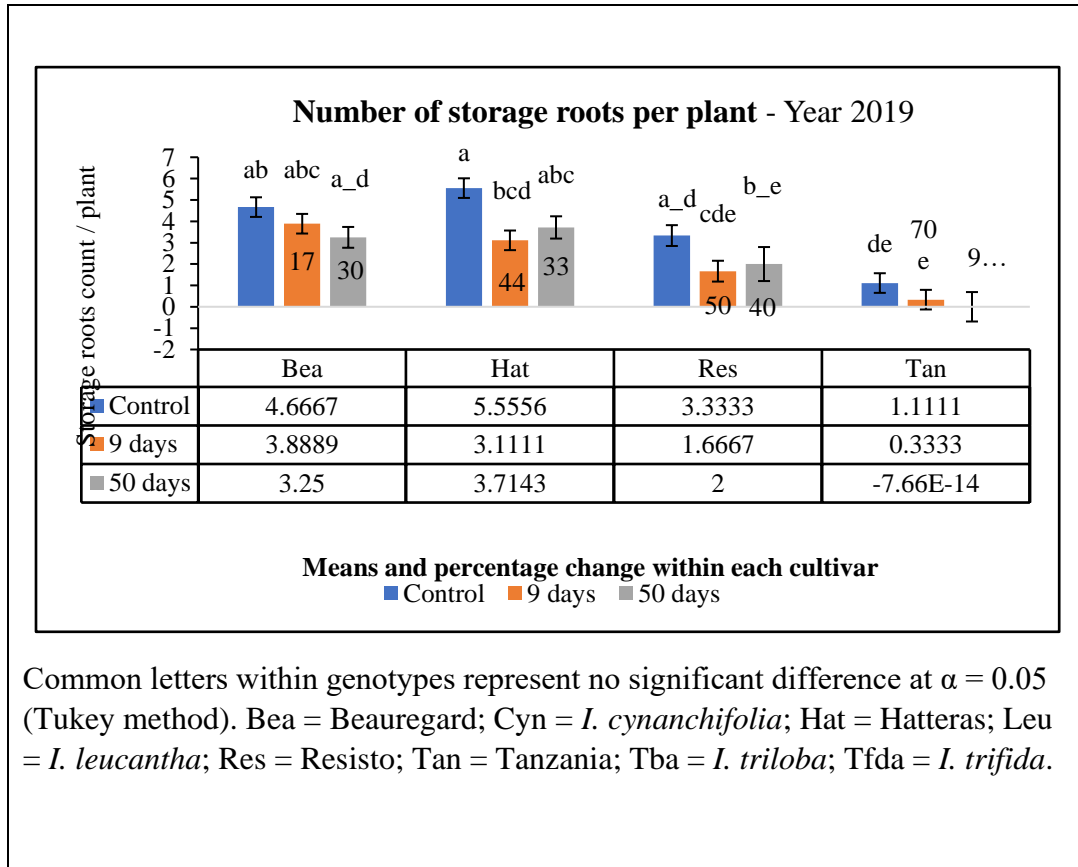 Number of storage roots per plant - Year 2019
Storage roots count / plant
7
6
5
4
3
2
1
0
-1
-2
ab abc a_d a bcd abc a_d cde b_e de e 9…
17 30 44 33 50 40 70
Bea Hat Res Tan
Control 4.6667 5.5556 3.3333 1.1111
9 days 3.8889 3.1111 1.6667 0.3333
50 days 3.25 3.7143 2 -7.66E-14
Means and percentage change within each cultivar
Control 9 days 50 days
Common letters within genotypes represent no significant difference at α = 0.05
(Tukey method). Bea = Beauregard; Cyn = I. cynanchifolia; Hat = Hatteras; Leu
= I. leucantha; Res = Resisto; Tan = Tanzania; Tba = I. triloba; Tfda = I. trifida.